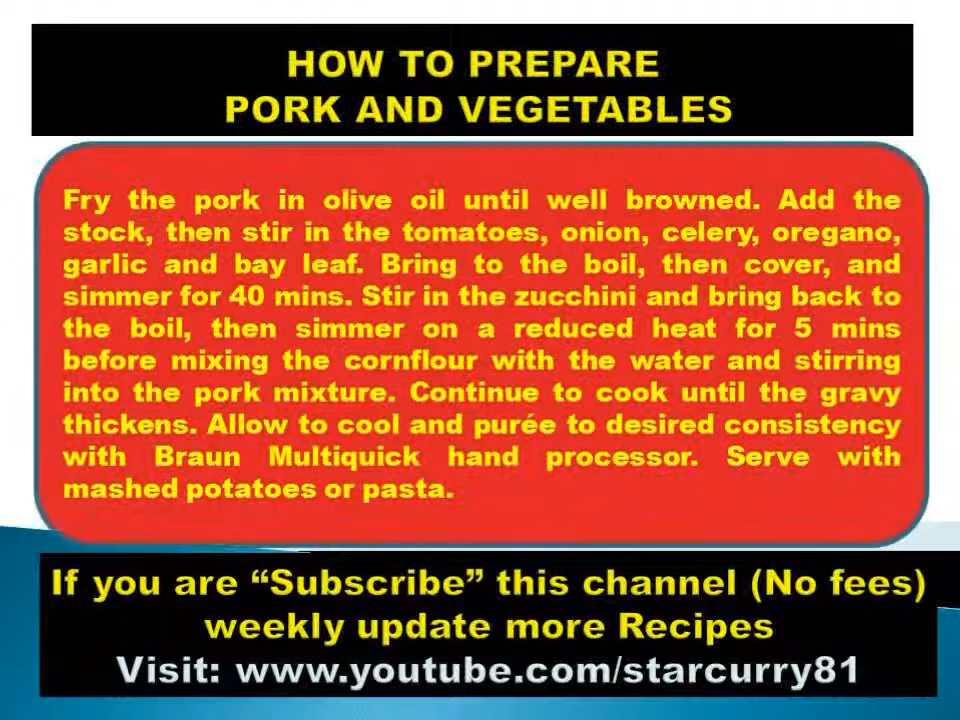 HOW TO PREPARE
PORK AND VEGETABLES
Fry the pork in olive oil until well browned. Add the
stock, then stir in the tomatoes, onion, celery, oregano,
garlic and bay leaf. Bring to the boil, then cover, and
simmer for 40 mins. Stir in the zucchini and bring back to
the boil, then simmer on a reduced heat for 5 mins
before mixing the cornflour with the water and stirring
into the pork mixture. Continue to cook until the gravy
thickens. Allow to cool and purée to desired consistency
with Braun Multiquick hand processor. Serve with
mashed potatoes or pasta.
If you are “Subscribe” this channel (No fees)
weekly update more Recipes
Visit: www.youtube.com/starcurry81